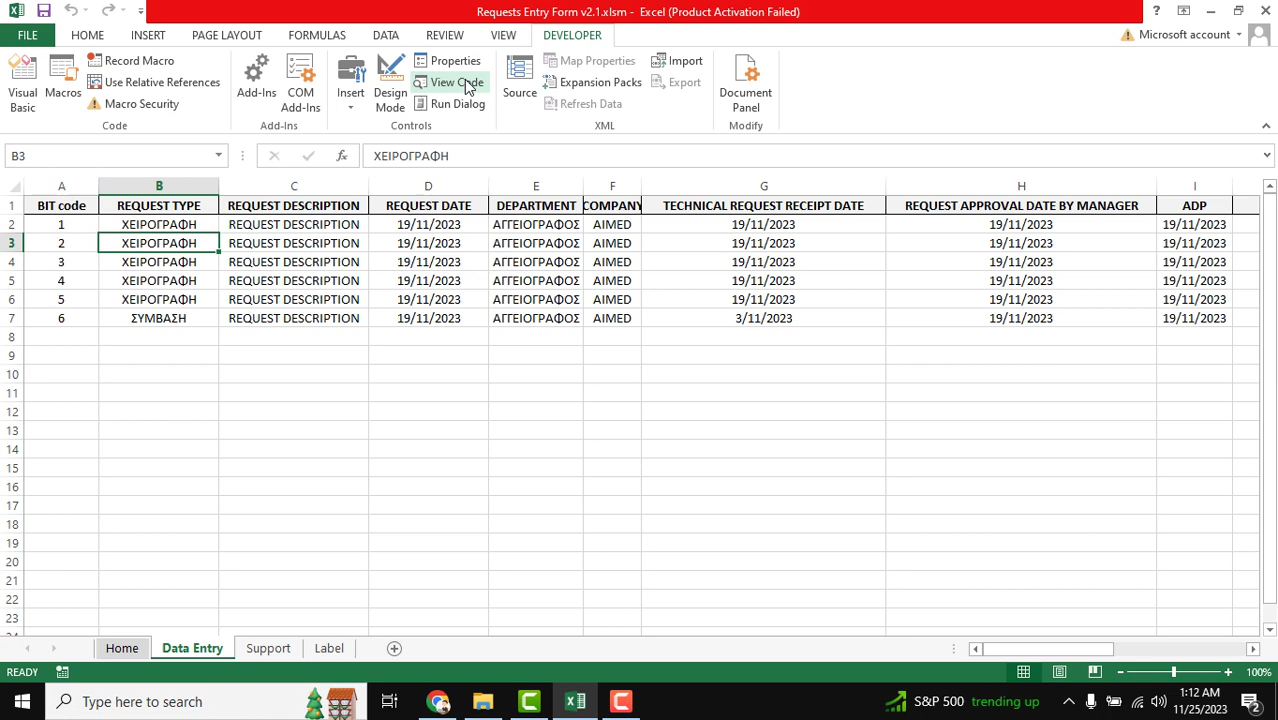 Requests Entry Form v2.1.xlsm - Excel (Product Activation Failed)
FILE HOME INSERT PAGE LAYOUT FORMULAS DATA REVIEW VIEW DEVELOPER Microsoft account
Visual Basic
Macros
Record Macro
Use Relative References
Macro Security
Code
Add-Ins
COM Add-Ins
Add-Ins
Insert
Design Mode
Properties
View Code
Run Dialog
Controls
Source
Map Properties
Expansion Packs
Refresh Data
Import
Export
XML
Document Panel
Modify
B3 fx ΧΕΙΡΟΓΡΑΦΗ
A B C D E F G H I
1 BIT code REQUEST TYPE REQUEST DESCRIPTION REQUEST DATE DEPARTMENT COMPANY TECHNICAL REQUEST RECEIPT DATE REQUEST APPROVAL DATE BY MANAGER ADP
2 1 ΧΕΙΡΟΓΡΑΦΗ REQUEST DESCRIPTION 19/11/2023 ΑΓΓΕΙΟΓΡΑΦΟΣ AIMED 19/11/2023 19/11/2023 19/11/2023
3 2 ΧΕΙΡΟΓΡΑΦΗ REQUEST DESCRIPTION 19/11/2023 ΑΓΓΕΙΟΓΡΑΦΟΣ AIMED 19/11/2023 19/11/2023 19/11/2023
4 3 ΧΕΙΡΟΓΡΑΦΗ REQUEST DESCRIPTION 19/11/2023 ΑΓΓΕΙΟΓΡΑΦΟΣ AIMED 19/11/2023 19/11/2023 19/11/2023
5 4 ΧΕΙΡΟΓΡΑΦΗ REQUEST DESCRIPTION 19/11/2023 ΑΓΓΕΙΟΓΡΑΦΟΣ AIMED 19/11/2023 19/11/2023 19/11/2023
6 5 ΧΕΙΡΟΓΡΑΦΗ REQUEST DESCRIPTION 19/11/2023 ΑΓΓΕΙΟΓΡΑΦΟΣ AIMED 19/11/2023 19/11/2023 19/11/2023
7 6 ΣΥΜΒΑΣΗ REQUEST DESCRIPTION 19/11/2023 ΑΓΓΕΙΟΓΡΑΦΟΣ AIMED 3/11/2023 19/11/2023 19/11/2023
8
9
10
11
12
13
14
15
16
17
18
19
20
21
22
23
Home Data Entry Support Label
READY 100%
Type here to search S&P 500 trending up 1:12 AM
11/25/2023 2